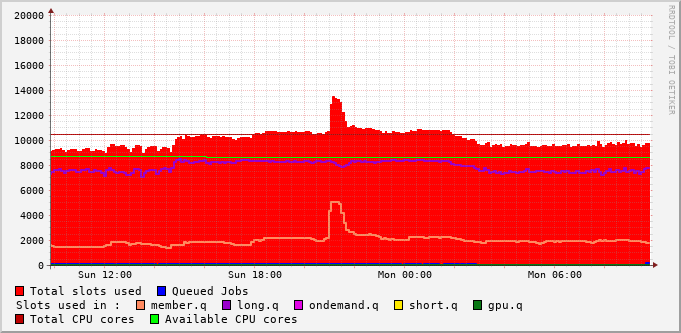 RRDTOOL / TOBI OETIKER
20000
18000
16000
14000
12000
10000
8000
6000
4000
2000
0
Sun 12:00 Sun 18:00 Mon 00:00 Mon 06:00
Total slots used Queued Jobs
Slots used in : member.q long.q ondemand.q short.q gpu.q
Total CPU cores Available CPU cores